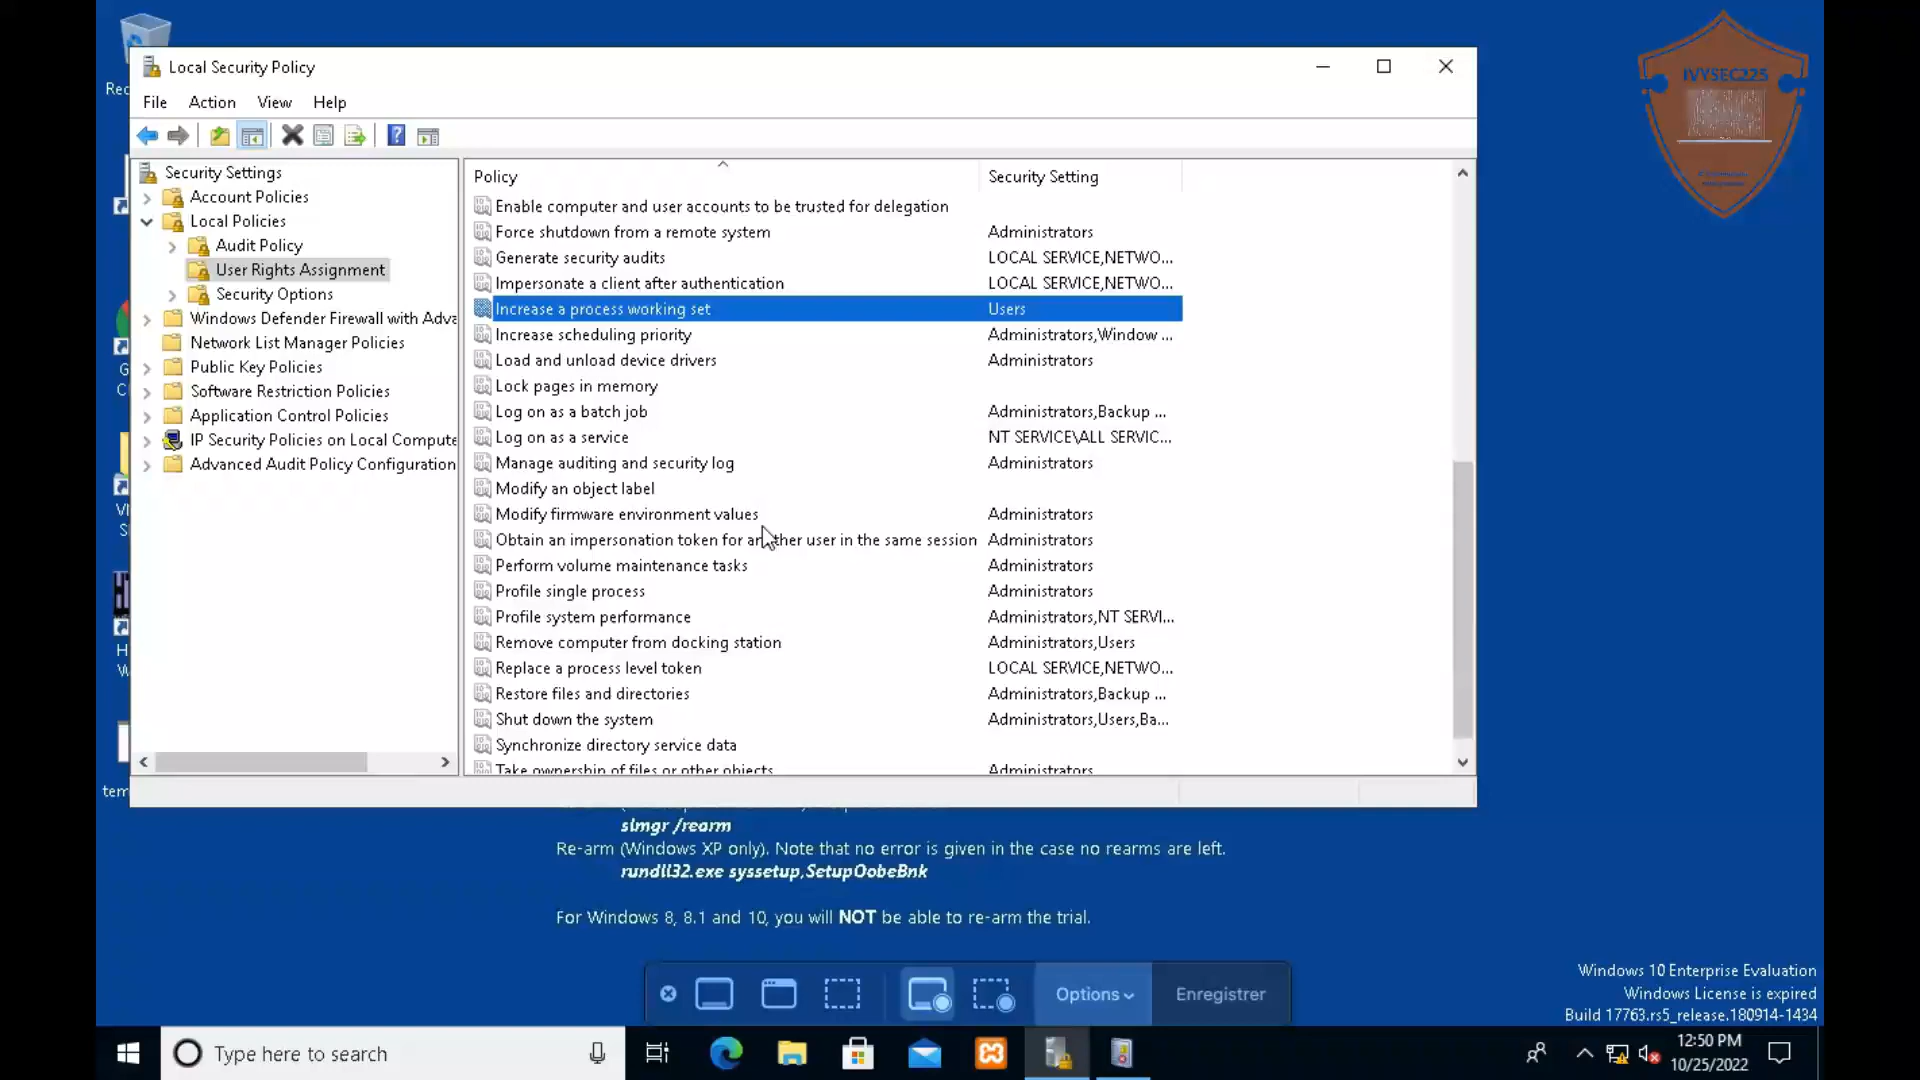 Rec
IVYSEC225
Local Security Policy
File Action View Help
Security Settings
Account Policies
Local Policies
Audit Policy
User Rights Assignment
Security Options
Windows Defender Firewall with Adva
Network List Manager Policies
Public Key Policies
Software Restriction Policies
Application Control Policies
IP Security Policies on Local Compute
Advanced Audit Policy Configuration
Policy Security Setting
Enable computer and user accounts to be trusted for delegation
Force shutdown from a remote system Administrators
Generate security audits LOCAL SERVICE,NETWO...
Impersonate a client after authentication LOCAL SERVICE,NETWO...
Increase a process working set Users
Increase scheduling priority Administrators,Window ...
Load and unload device drivers Administrators
Lock pages in memory
Log on as a batch job Administrators,Backup ...
Log on as a service NT SERVICE\ALL SERVIC...
Manage auditing and security log Administrators
Modify an object label
Modify firmware environment values Administrators
Obtain an impersonation token for another user in the same session Administrators
Perform volume maintenance tasks Administrators
Profile single process Administrators
Profile system performance Administrators,NT SERVI...
Remove computer from docking station Administrators,Users
Replace a process level token LOCAL SERVICE,NETWO...
Restore files and directories Administrators,Backup ...
Shut down the system Administrators,Users,Ba...
Synchronize directory service data
Take ownership of files or other objects Administrators
slmgr /rearm
Re-arm (Windows XP only). Note that no error is given in the case no rearms are left.
rundll32.exe syssetup,SetupOobeBnk
For Windows 8, 8.1 and 10, you will NOT be able to re-arm the trial.
Options Enregistrer
Windows 10 Enterprise Evaluation
Windows License is expired
Build 17763.rs5_release.180914-1434
Type here to search
12:50 PM
10/25/2022